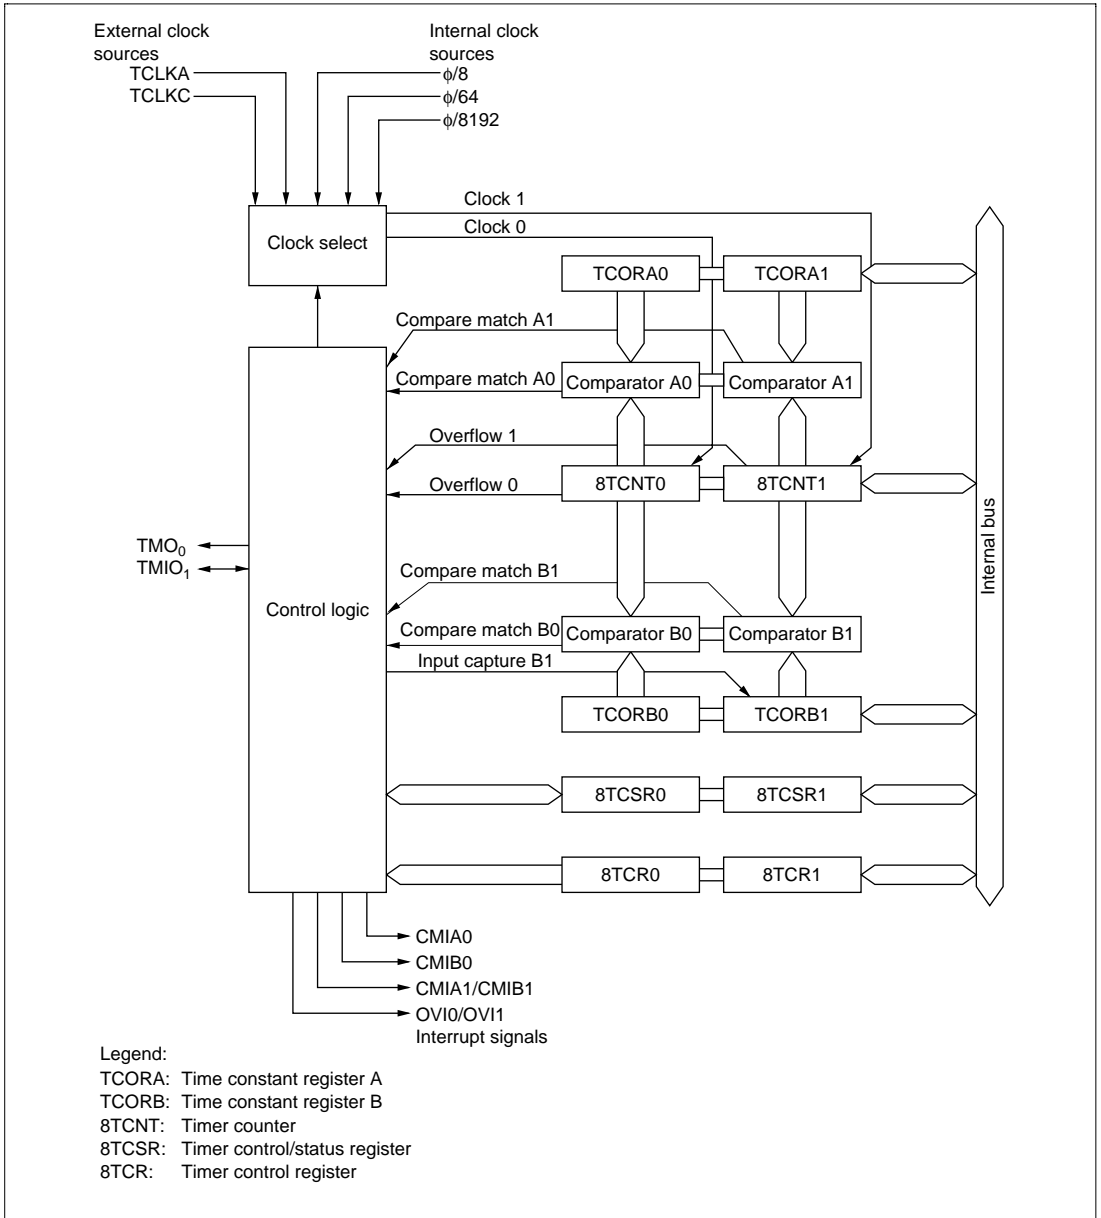 External clock
sources
Internal clock
sources
TCLKA
φ/8
TCLKC
φ/64
φ/8192
Clock 1
Clock 0
Clock select
TCORA0
TCORA1
Compare match A1
Compare match A0
Comparator A0
Comparator A1
Overflow 1
Overflow 0
8TCNT0
8TCNT1
TMO0
TMIO1
Control logic
Internal bus
Compare match B1
Compare match B0
Comparator B0
Comparator B1
Input capture B1
TCORB0
TCORB1
8TCSR0
8TCSR1
8TCR0
8TCR1
CMIA0
CMIB0
CMIA1/CMIB1
OVI0/OVI1
Interrupt signals
Legend:
TCORA: Time constant register A
TCORB: Time constant register B
8TCNT: Timer counter
8TCSR: Timer control/status register
8TCR: Timer control register